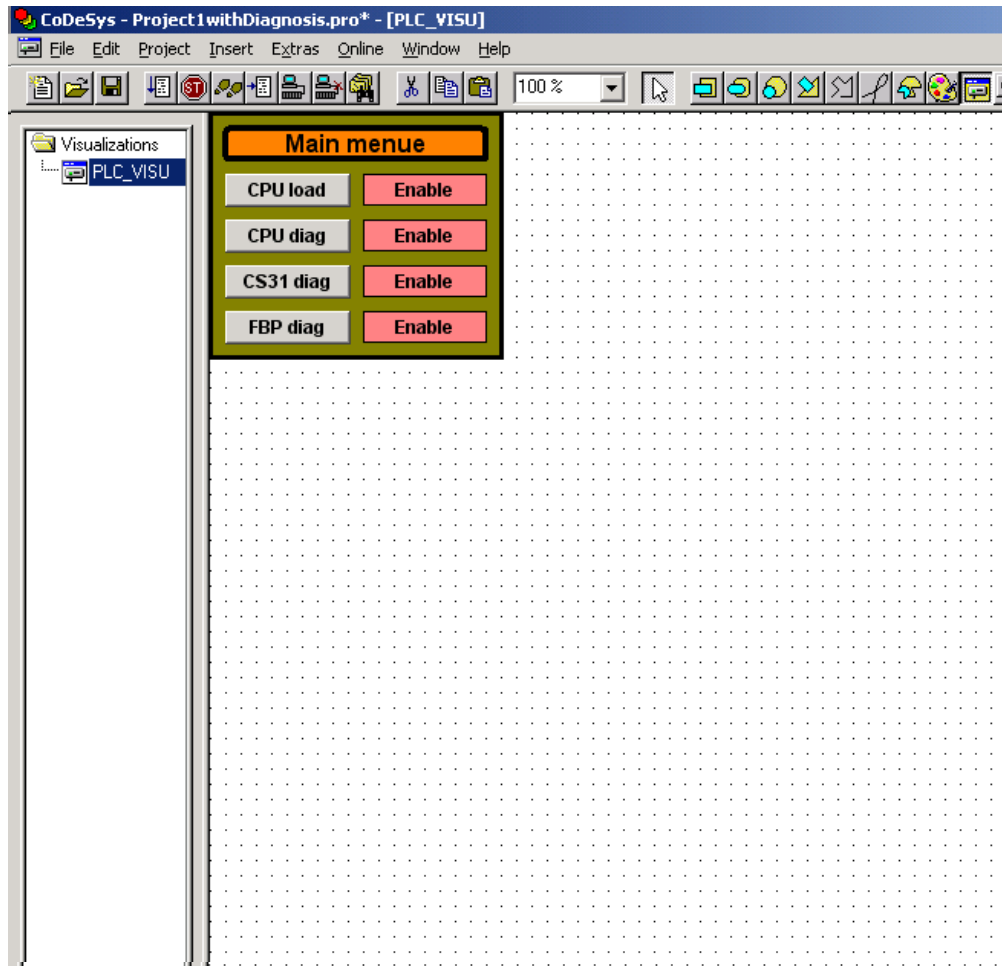 CoDeSys - Project1withDiagnosis.pro* - [PLC_VISU]
File Edit Project Insert Extras Online Window Help
STOP 100 %
Visualizations
PLC_VISU
Main menue
CPU load Enable
CPU diag Enable
CS31 diag Enable
FBP diag Enable